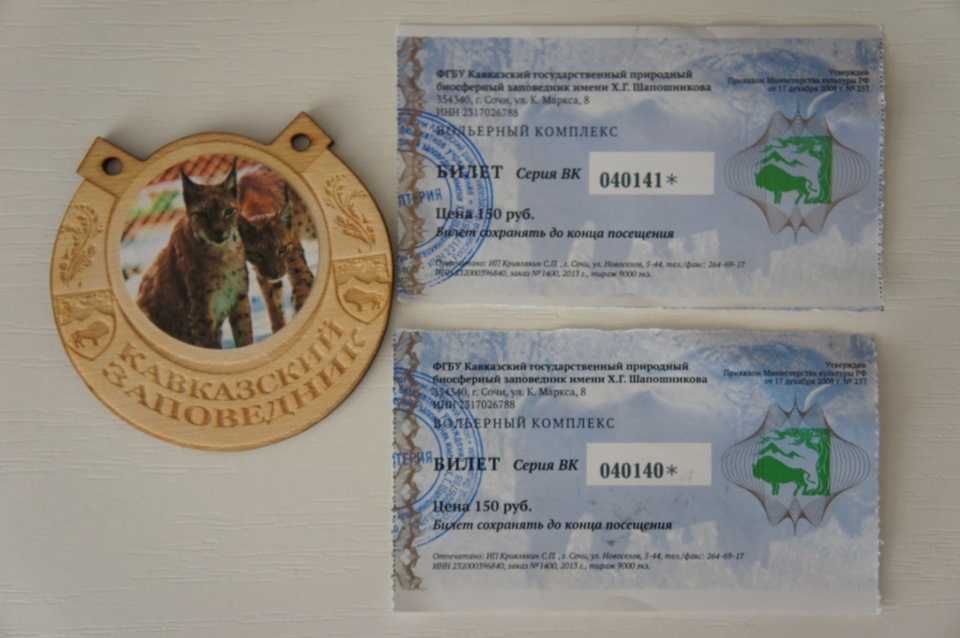 КАВКАЗСКИЙ
ЗАПОВЕДНИК
ФГБУ Кавказский государственный природный
биосферный заповедник имени Х.Г. Шапошникова
354340, г. Сочи, ул. К. Маркса, 8
ИНН 2317026788
ВОЛЬЕРНЫЙ КОМПЛЕКС
Утвержден
Приказом Министерства культуры РФ
от 17 декабря 2008 г. № 257
БИЛЕТ Серия ВК 040141*
Цена 150 руб.
Билет сохранять до конца посещения
Отпечатано: ИП Кривлякин С.П., г. Сочи, ул. Новоселов, 5-44, тел./факс: 264-69-17
ИНН 232000396840, заказ №1400, 2013 г., тираж 9000 экз.
ФГБУ Кавказский государственный природный
биосферный заповедник имени Х.Г. Шапошникова
354340, г. Сочи, ул. К. Маркса, 8
ИНН 2317026788
ВОЛЬЕРНЫЙ КОМПЛЕКС
Утвержден
Приказом Министерства культуры РФ
от 17 декабря 2008 г. № 257
БИЛЕТ Серия ВК 040140*
Цена 150 руб.
Билет сохранять до конца посещения
Отпечатано: ИП Кривлякин С.П., г. Сочи, ул. Новоселов, 5-44, тел./факс: 264-69-17
ИНН 232000396840, заказ №1400, 2013 г., тираж 9000 экз.